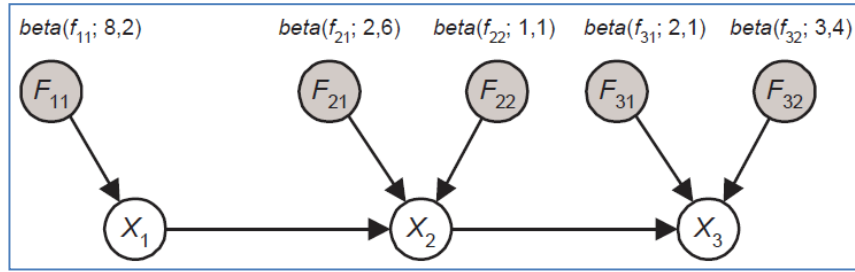 beta(f₁₁; 8,2) beta(f₂₁; 2,6) beta(f₂₂; 1,1) beta(f₃₁; 2,1) beta(f₃₂; 3,4)
F₁₁ F₂₁ F₂₂ F₃₁ F₃₂
X₁ X₂ X₃